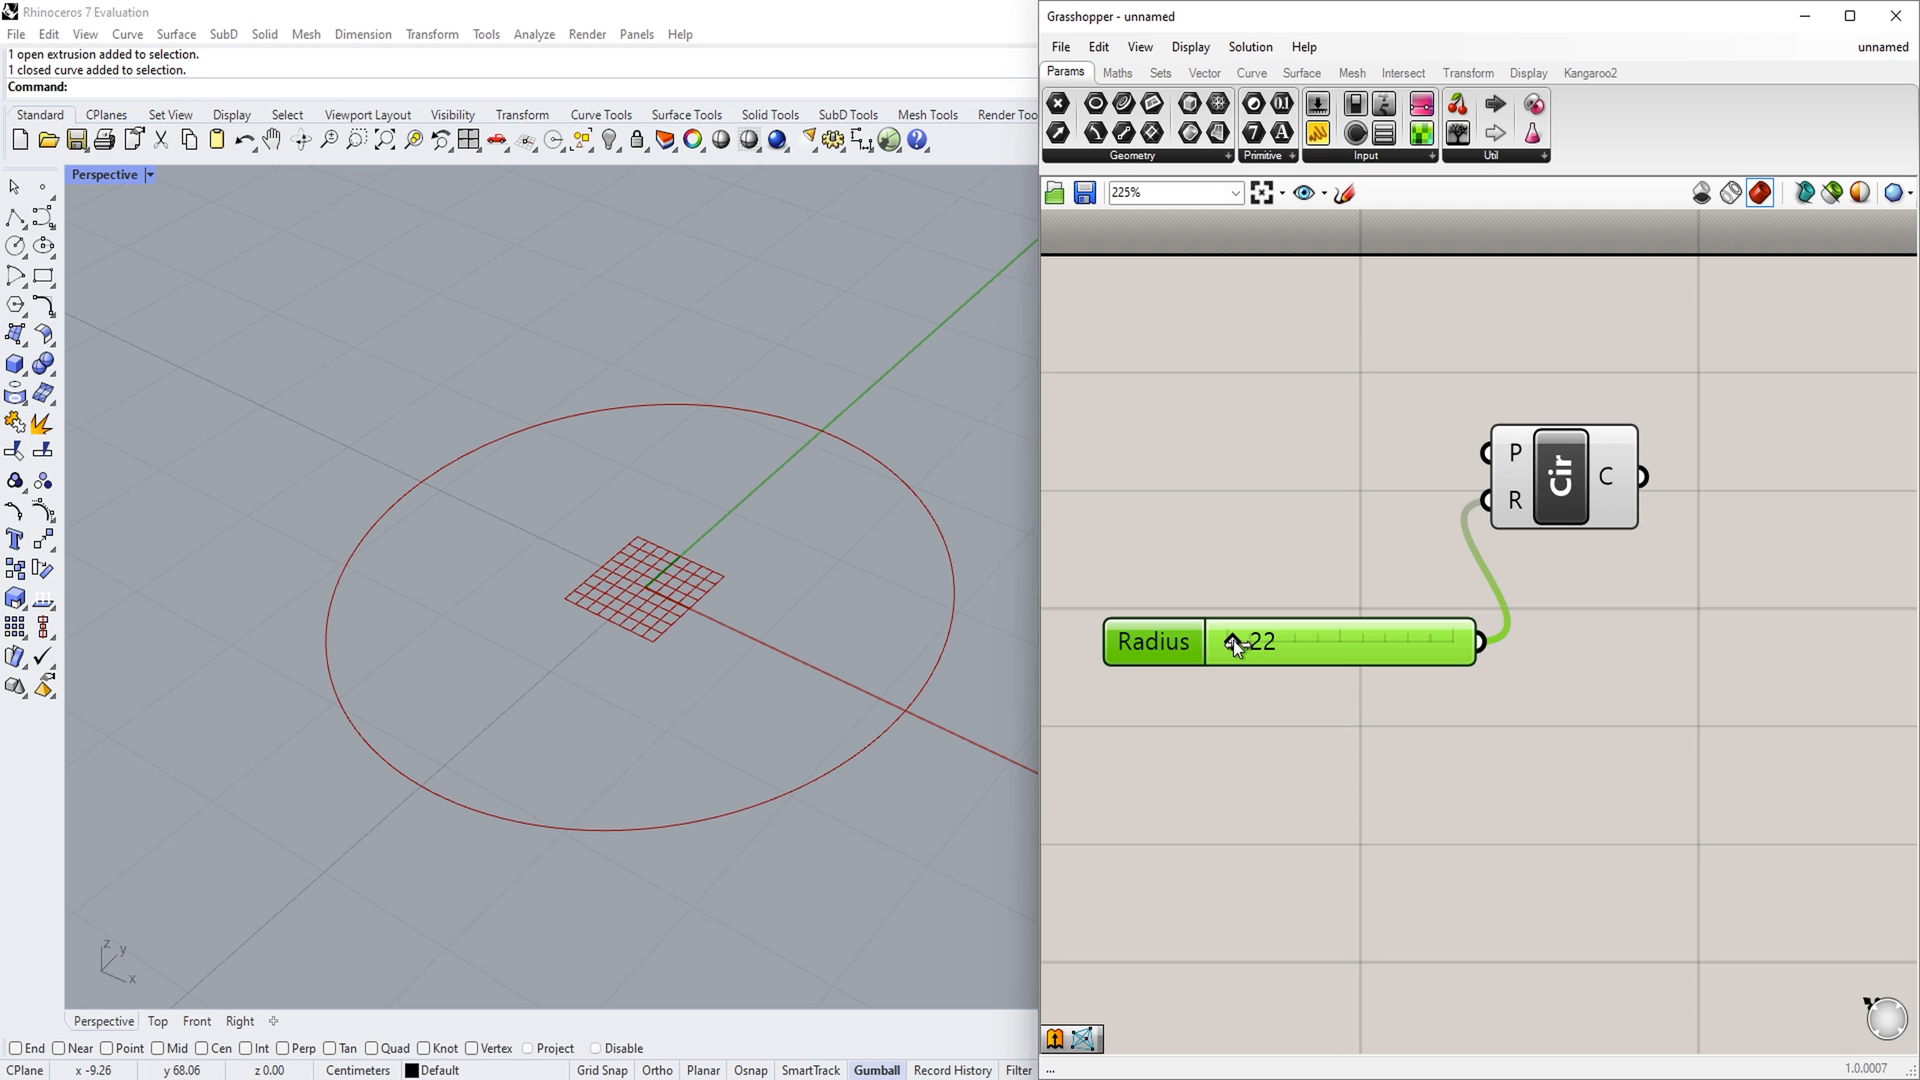 Rhinoceros 7 Evaluation
File Edit View Curve Surface SubD Solid Mesh Dimension Transform Tools Analyze Render Panels Help
1 open extrusion added to selection.
1 closed curve added to selection.
Command:
Standard CPlanes Set View Display Select Viewport Layout Visibility Transform Curve Tools Surface Tools Solid Tools SubD Tools Mesh Tools Render Too
Perspective
z y
x
Perspective Top Front Right
End Near Point Mid Cen Int Perp Tan Quad Knot Vertex Project Disable
CPlane x -9.26 y 68.06 z 0.00 Centimeters Default Grid Snap Ortho Planar Osnap SmartTrack Gumball Record History Filter
Grasshopper - unnamed
File Edit View Display Solution Help unnamed
Params Maths Sets Vector Curve Surface Mesh Intersect Transform Display Kangaroo2
0.1
7 A
Geometry Primitive Input Util
225%
P
Cir
C
R
Radius 22
... 1.0.0007